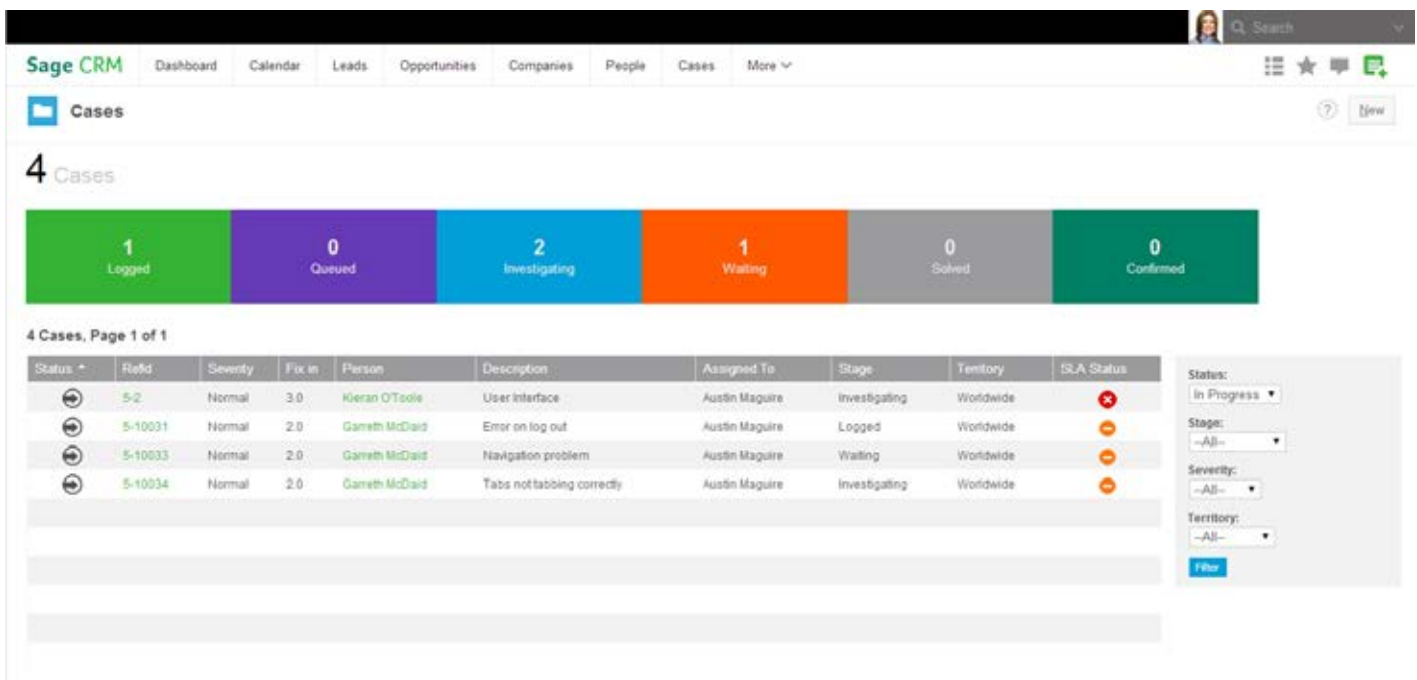 Search
Sage CRM Dashboard Calendar Leads Opportunities Companies People Cases More
Cases ? New
4 Cases
1 0 2 1 0 0
Logged Queued Investigating Waiting Solved Confirmed
4 Cases, Page 1 of 1
Status RefId Severity Fix in Person Description Assigned To Stage Territory SLA Status
5-2 Normal 3.0 Kieran O'Toole User Interface Austin Maguire Investigating Worldwide
5-10031 Normal 2.0 Garreth McDaid Error on log out Austin Maguire Logged Worldwide
5-10033 Normal 2.0 Garreth McDaid Navigation problem Austin Maguire Waiting Worldwide
5-10034 Normal 2.0 Garreth McDaid Tabs not tabbing correctly Austin Maguire Investigating Worldwide
Status:
In Progress
Stage:
--All--
Severity:
--All--
Territory:
--All--
Filter